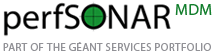 perfSONAR MDM
PART OF THE GÉANT SERVICES PORTFOLIO